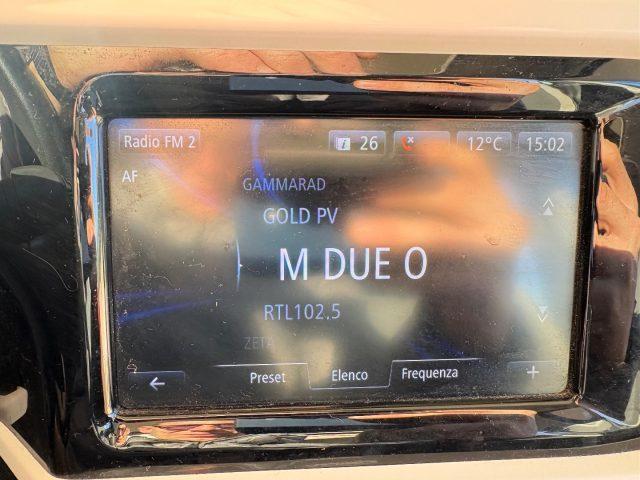 Radio FM 2
i 26
12°C
15:02
AF
GAMMARAD
GOLD PV
M DUE O
RTL102.5
ZETA
Preset
Elenco
Frequenza